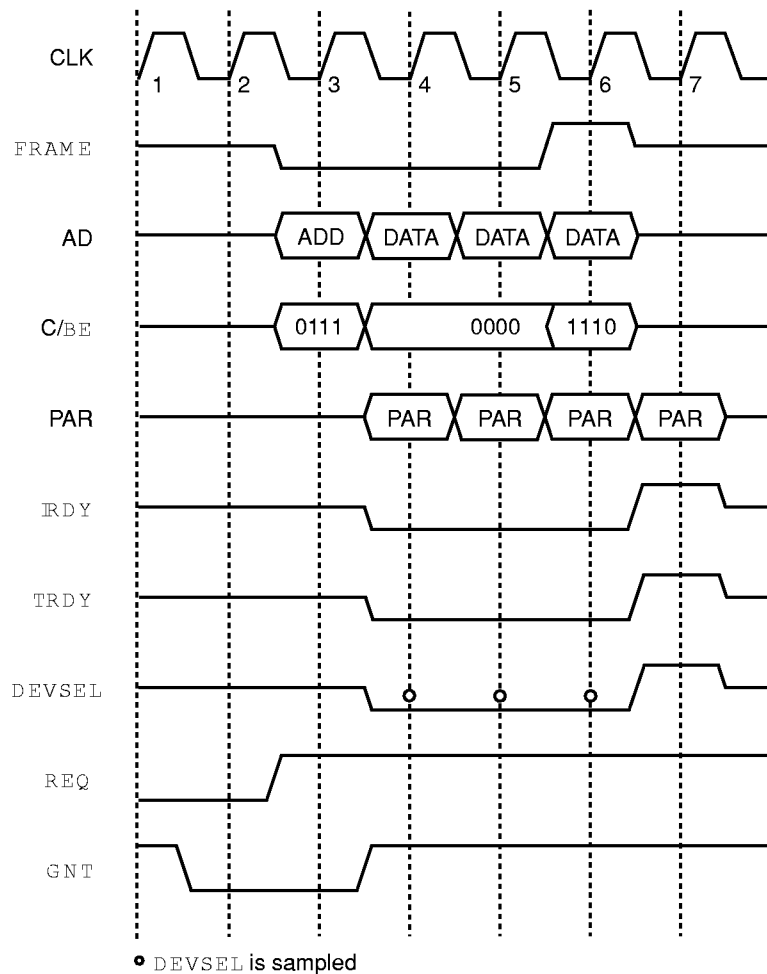 CLK
1 2 3 4 5 6 7
FRAME
AD
ADD DATA DATA DATA
C/BE
0111 0000 1110
PAR
PAR PAR PAR PAR
IRDY
TRDY
DEVSEL
REQ
GNT
DEVSEL is sampled